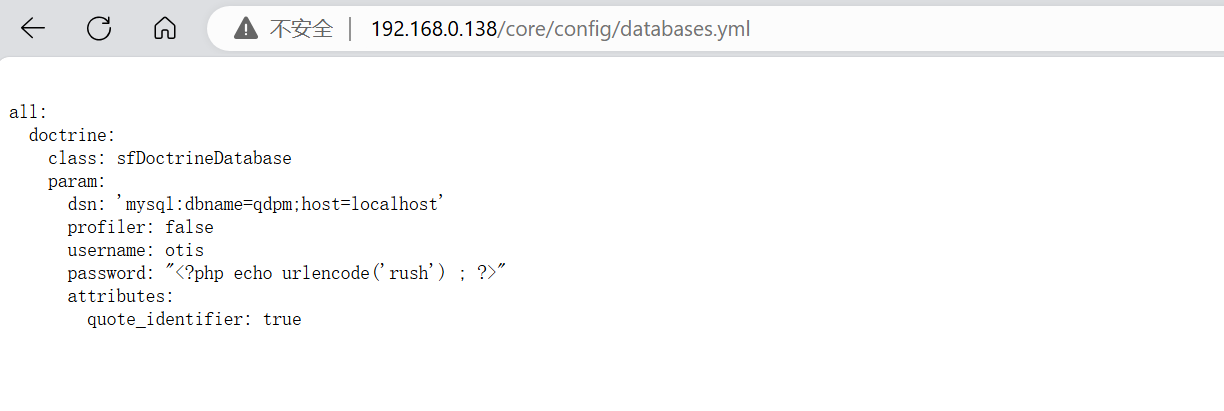 不安全 | 192.168.0.138/core/config/databases.yml
all:
  doctrine:
    class: sfDoctrineDatabase
    param:
      dsn: 'mysql:dbname=qdpm;host=localhost'
      profiler: false
      username: otis
      password: "<?php echo urlencode('rush') ; ?>"
      attributes:
        quote_identifier: true